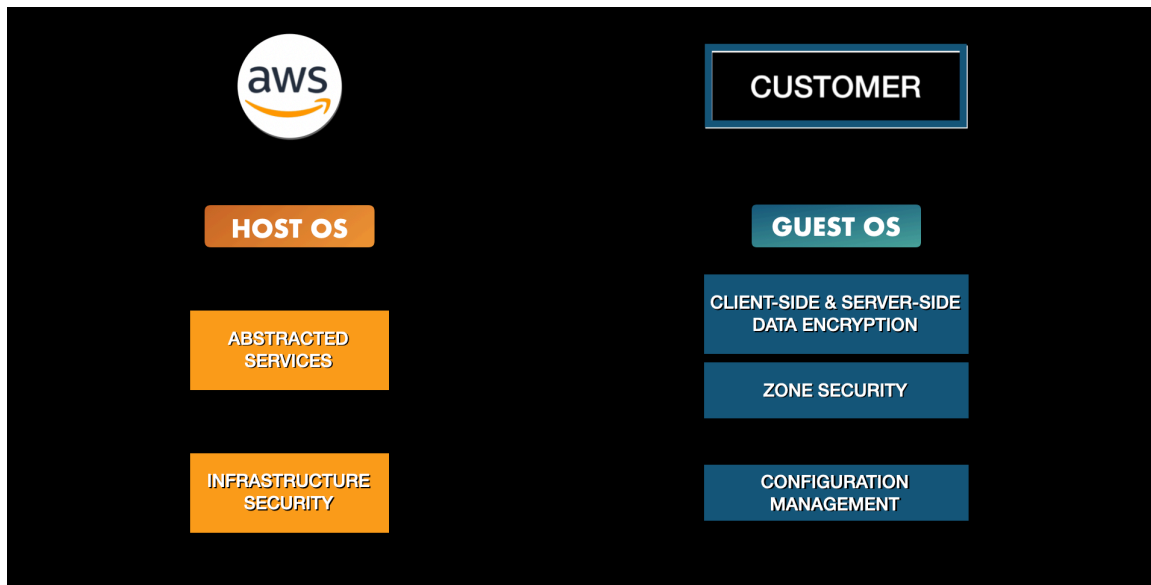 aws
CUSTOMER
HOST OS
GUEST OS
ABSTRACTED
SERVICES
CLIENT-SIDE & SERVER-SIDE
DATA ENCRYPTION
ZONE SECURITY
INFRASTRUCTURE
SECURITY
CONFIGURATION
MANAGEMENT